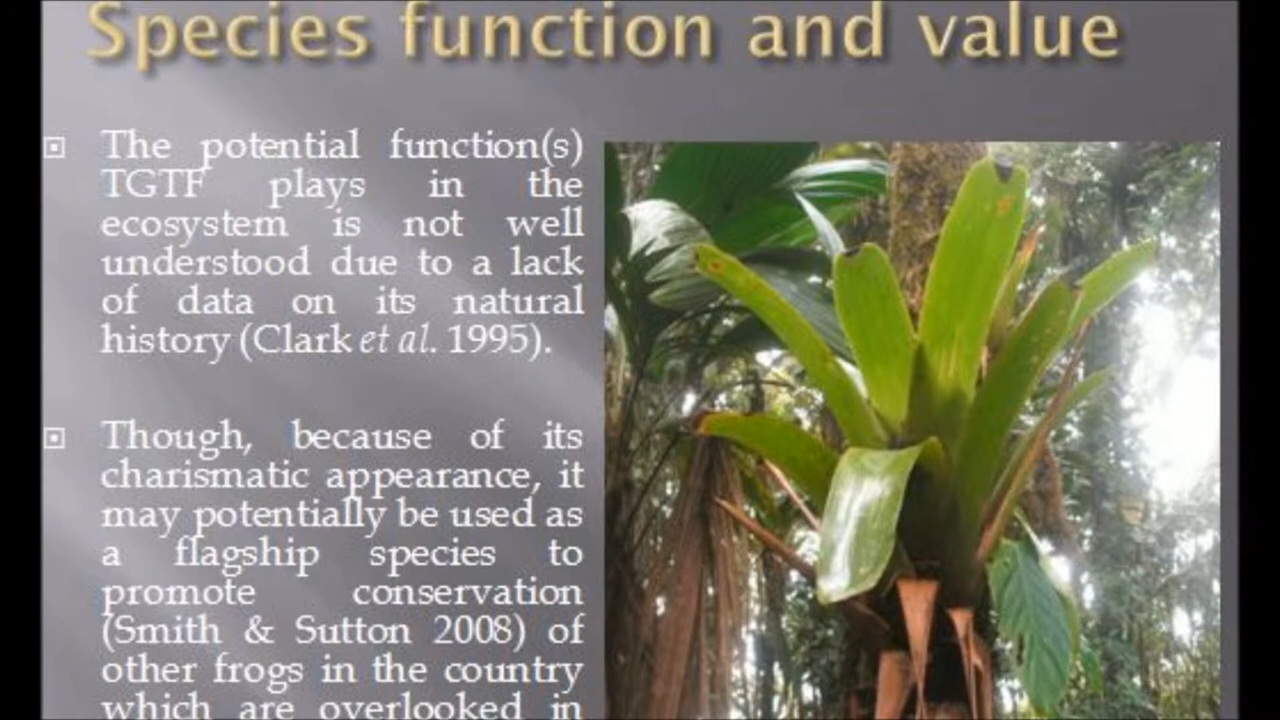 Species function and value
The potential function(s)
TGTF plays in the
ecosystem is not well
understood due to a lack
of data on its natural
history (Clark et al. 1995).
Though, because of its
charismatic appearance, it
may potentially be used as
a flagship species to
promote conservation
(Smith & Sutton 2008) of
other frogs in the country
which are overlooked in